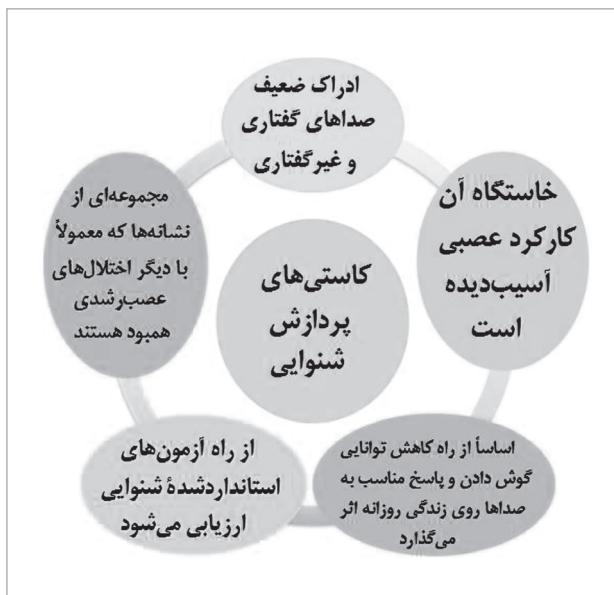 ادراک ضعیف
صداهای گفتاری
و غیرگفتاری
خاستگاه آن
کارکرد عصبی
آسیب‌دیده
است
اساساً از راه کاهش توانایی
گوش دادن و پاسخ مناسب به
صداها روی زندگی روزانه اثر
می‌گذارد
از راه آزمون‌های
استانداردشدهٔ شنوایی
ارزیابی می‌شود
مجموعه‌ای از
نشانه‌ها که معمولاً
با دیگر اختلال‌های
عصب‌رشدی
همبود هستند
کاستی‌های
پردازش
شنوایی